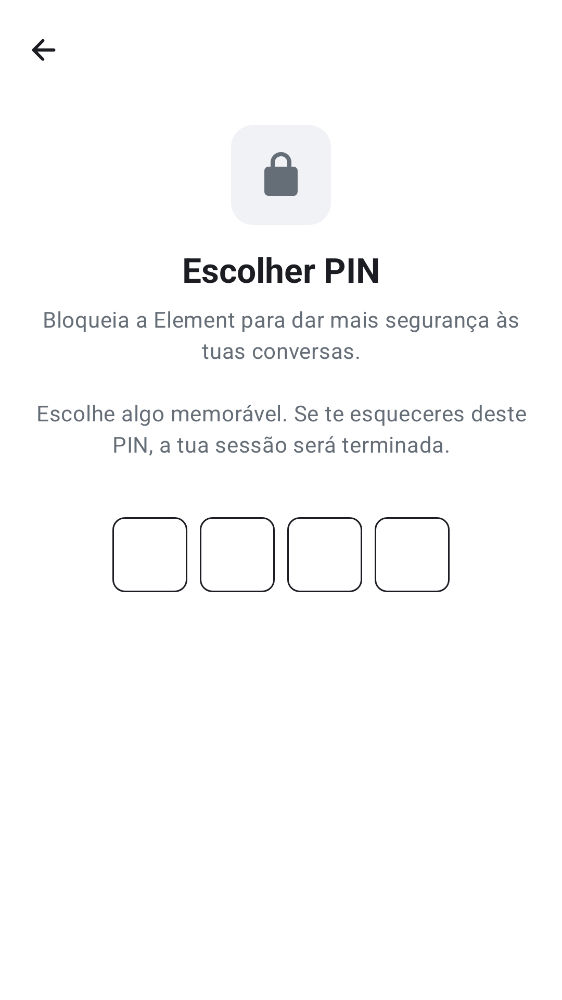 Escolher PIN
Bloqueia a Element para dar mais segurança às
tuas conversas.
Escolhe algo memorável. Se te esqueceres deste
PIN, a tua sessão será terminada.